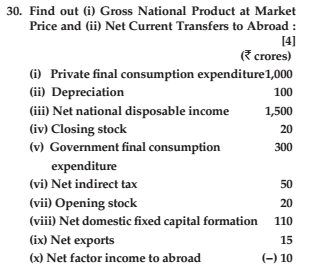 30. Find out (i) Gross National Product at Market
Price and (ii) Net Current Transfers to Abroad :
[4]
(₹ crores)
(i) Private final consumption expenditure 1,000
(ii) Depreciation 100
(iii) Net national disposable income 1,500
(iv) Closing stock 20
(v) Government final consumption 300
expenditure
(vi) Net indirect tax 50
(vii) Opening stock 20
(viii) Net domestic fixed capital formation 110
(ix) Net exports 15
(x) Net factor income to abroad (–) 10